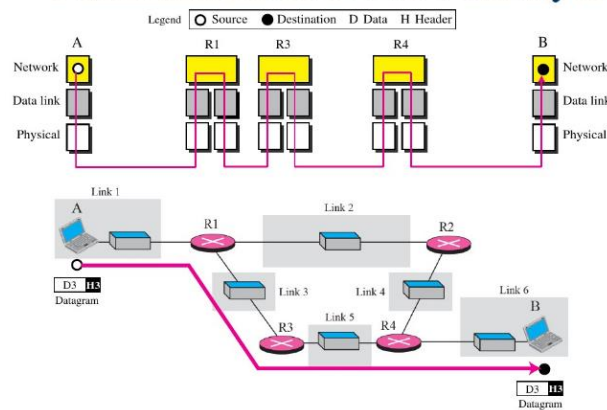 Legend Source Destination D Data H Header
A R1 R3 R4 B
Network Network
Data link Data link
Physical Physical
Link 1
A
Link 2
R1
R2
Link 3
Link 4
Link 6
B
D3 H3
Datagram
Link 5
R3
R4
D3 H3
Datagram